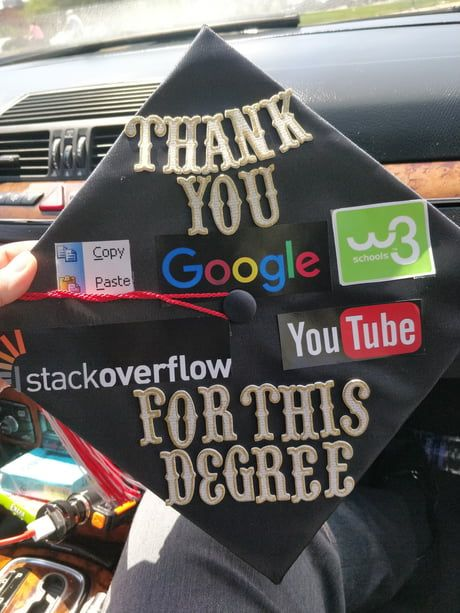 THANK
YOU
Copy
Paste
Google
w3
schools
YouTube
stackoverflow
FOR THIS
DEGREE